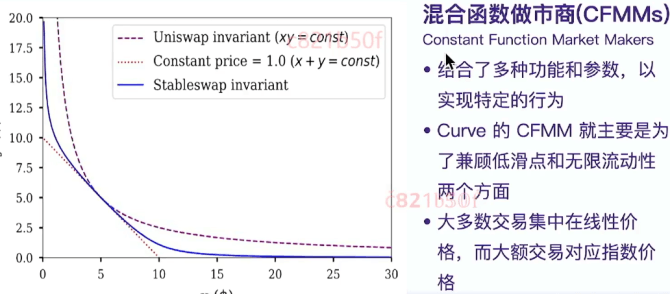 20.0
17.5
15.0
12.5
10.0
7.5
5.0
2.5
0.0
0
5
10
15
20
25
30
Uniswap invariant (xy = const)
Constant price = 1.0 (x + y = const)
Stableswap invariant
c821b50f
混合函数做市商(CFMMs)
Constant Function Market Makers
• 结合了多种功能和参数，以
实现特定的行为
• Curve 的 CFMM 就主要是为
了兼顾低滑点和无限流动性
两个方面
c821b50f
• 大多数交易集中在线性价
格，而大额交易对应指数价
格